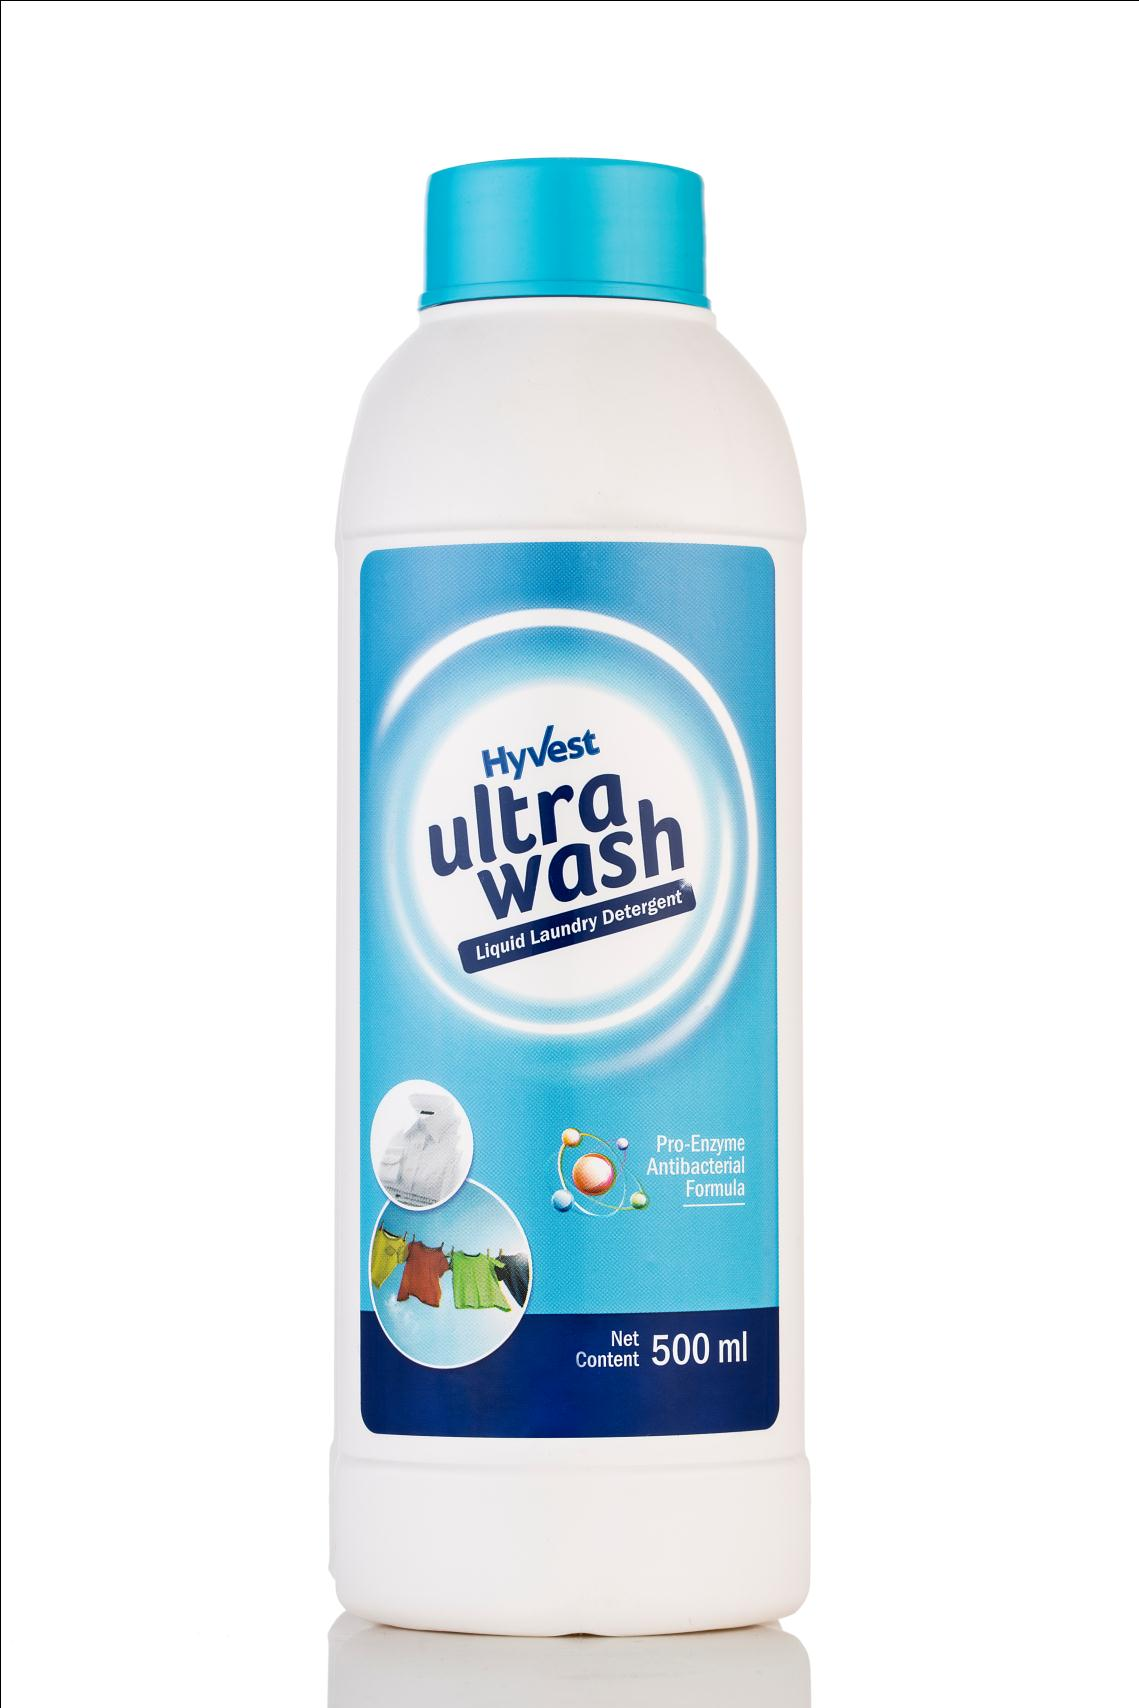 HyVest
ultra
wash
Liquid Laundry Detergent
Pro-Enzyme
Antibacterial
Formula
Net
Content 500 ml